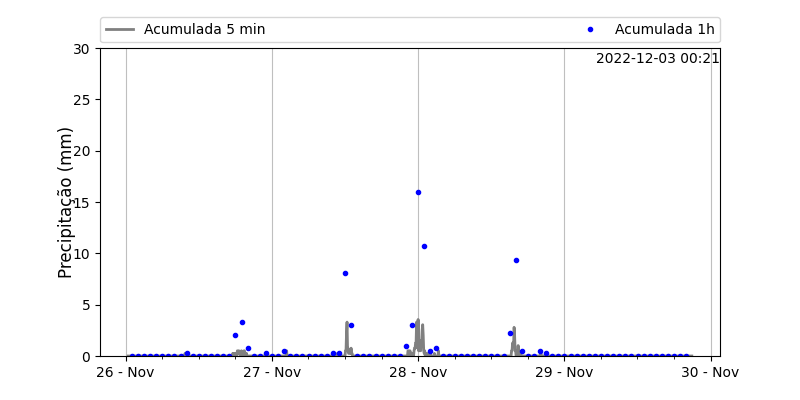 Acumulada 5 min
Acumulada 1h
2022-12-03 00:21
Precipitação (mm)
30
25
20
15
10
5
0
26 - Nov
27 - Nov
28 - Nov
29 - Nov
30 - Nov